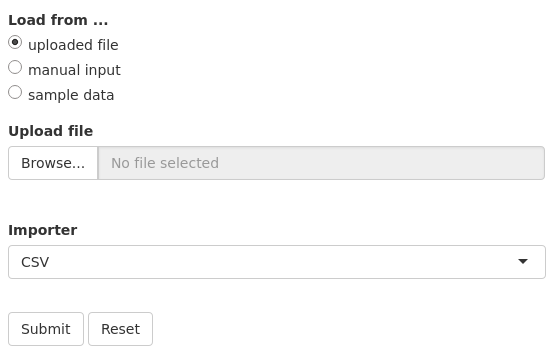 Load from ...
uploaded file
manual input
sample data
Upload file
Browse... No file selected
Importer
CSV
Submit Reset